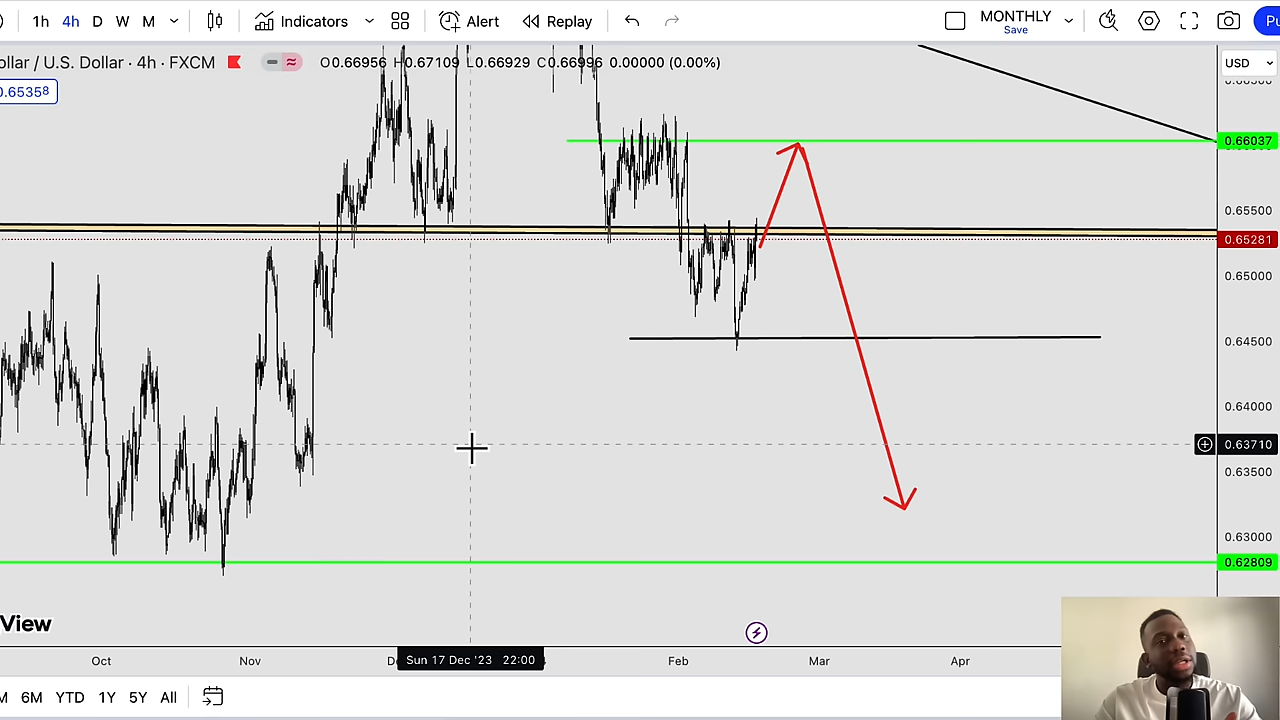 1h 4h D W M Indicators Alert Replay MONTHLY Save Pu
ollar / U.S. Dollar · 4h · FXCM O0.66956 H0.67109 L0.66929 C0.66996 0.00000 (0.00%) USD
0.65358
0.66037
0.65500
0.65281
0.65000
0.64500
0.64000
0.63710
0.63500
0.63000
0.62809
View
Oct Nov De Sun 17 Dec '23 22:00 Feb Mar Apr
M 6M YTD 1Y 5Y All